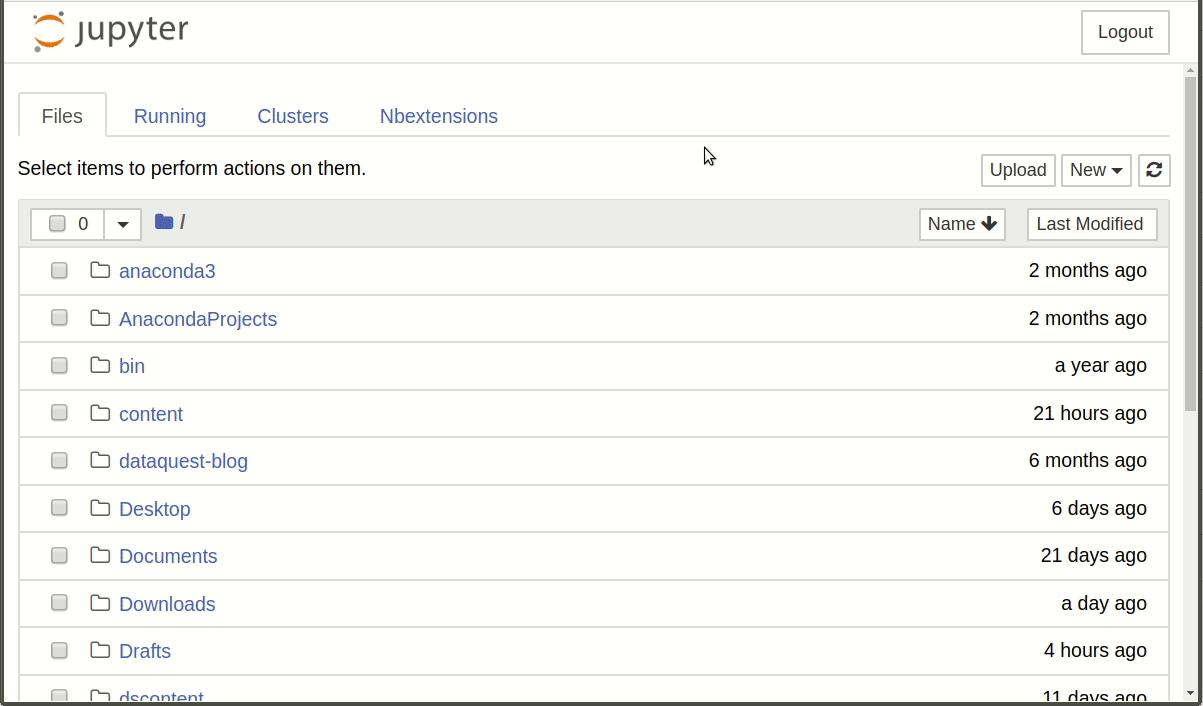 jupyter
Logout
Files Running Clusters Nbextensions
Select items to perform actions on them.
Upload New
0 / Name Last Modified
anaconda3 2 months ago
AnacondaProjects 2 months ago
bin a year ago
content 21 hours ago
dataquest-blog 6 months ago
Desktop 6 days ago
Documents 21 days ago
Downloads a day ago
Drafts 4 hours ago
dscontent 11 days ago